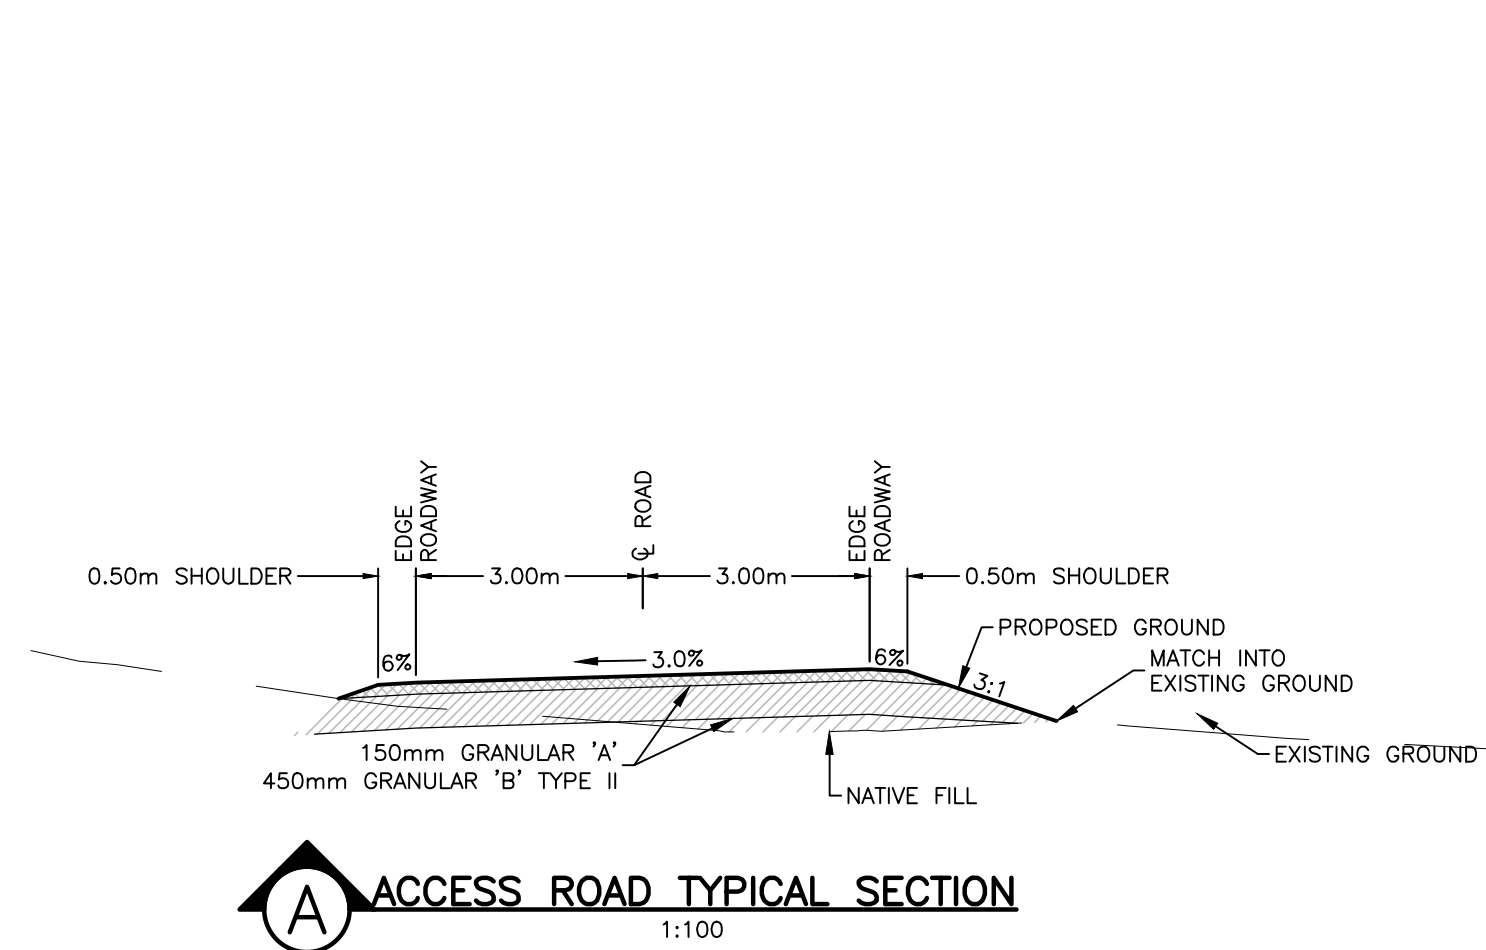 EDGE
ROADWAY
℄ ROAD
EDGE
ROADWAY
0.50m SHOULDER
3.00m
3.00m
0.50m SHOULDER
PROPOSED GROUND
6%
3.0%
6%
MATCH INTO
EXISTING GROUND
3:1
150mm GRANULAR 'A'
450mm GRANULAR 'B' TYPE II
EXISTING GROUND
NATIVE FILL
A
ACCESS ROAD TYPICAL SECTION
1:100